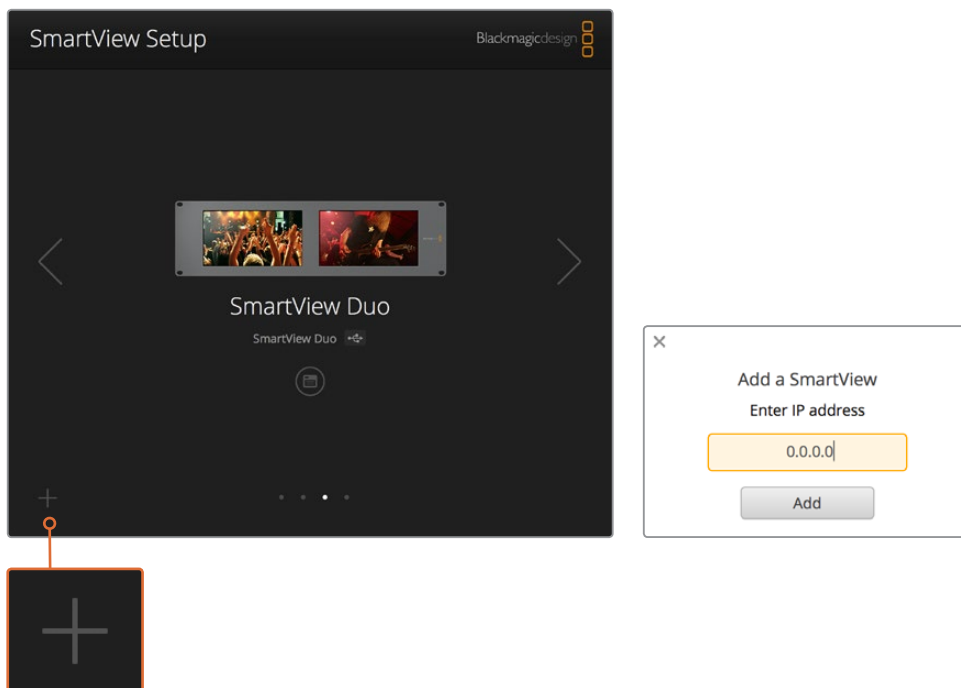 SmartView Setup
Blackmagicdesign
SmartView Duo
SmartView Duo
Add a SmartView
Enter IP address
0.0.0.0
Add